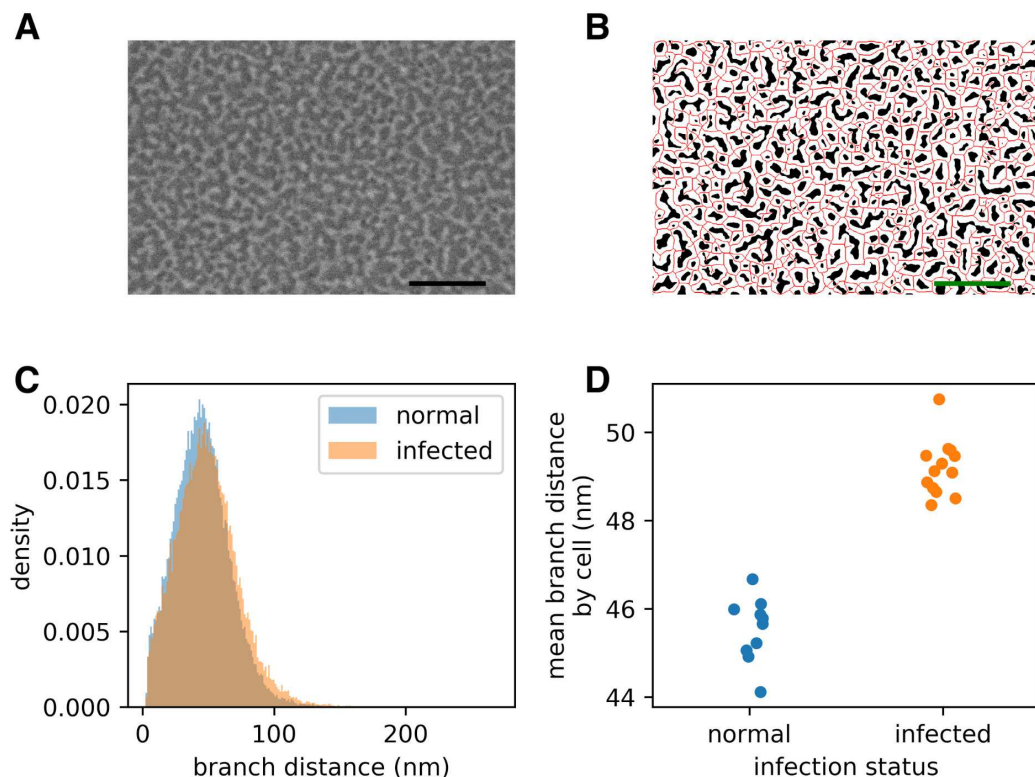 A
B
C
0.020
0.015
0.010
0.005
0.000
density
normal
infected
0
100
200
branch distance (nm)
D
50
48
46
44
mean branch distance
by cell (nm)
normal
infected
infection status